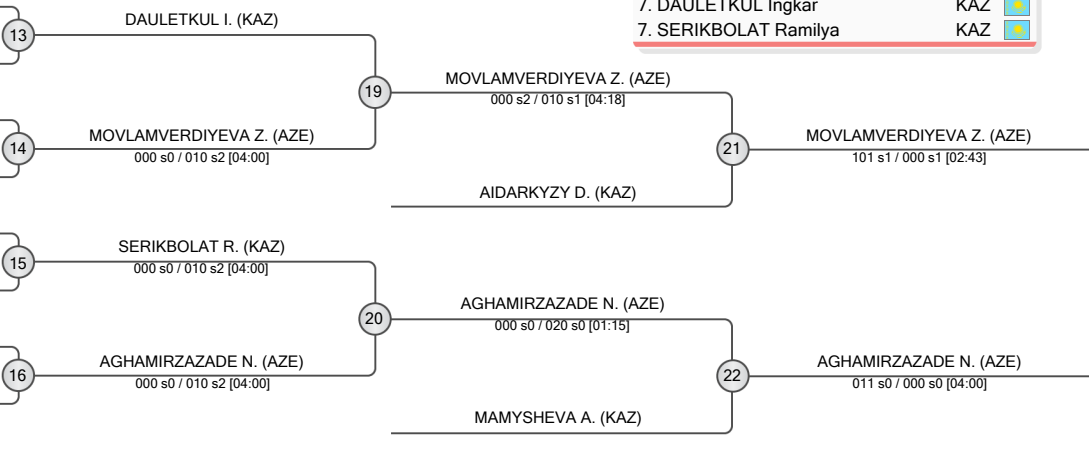 7. DAULETKUL Ingkar KAZ
7. SERIKBOLAT Ramilya KAZ
DAULETKUL I. (KAZ)
13
19
MOVLAMVERDIYEVA Z. (AZE)
000 s2 / 010 s1 [04:18]
14
MOVLAMVERDIYEVA Z. (AZE)
000 s0 / 010 s2 [04:00]
21
MOVLAMVERDIYEVA Z. (AZE)
101 s1 / 000 s1 [02:43]
AIDARKYZY D. (KAZ)
15
SERIKBOLAT R. (KAZ)
000 s0 / 010 s2 [04:00]
20
AGHAMIRZAZADE N. (AZE)
000 s0 / 020 s0 [01:15]
16
AGHAMIRZAZADE N. (AZE)
000 s0 / 010 s2 [04:00]
22
AGHAMIRZAZADE N. (AZE)
011 s0 / 000 s0 [04:00]
MAMYSHEVA A. (KAZ)